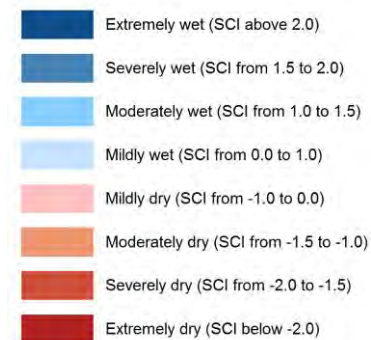 Extremely wet (SCI above 2.0)
Severely wet (SCI from 1.5 to 2.0)
Moderately wet (SCI from 1.0 to 1.5)
Mildly wet (SCI from 0.0 to 1.0)
Mildly dry (SCI from -1.0 to 0.0)
Moderately dry (SCI from -1.5 to -1.0)
Severely dry (SCI from -2.0 to -1.5)
Extremely dry (SCI below -2.0)